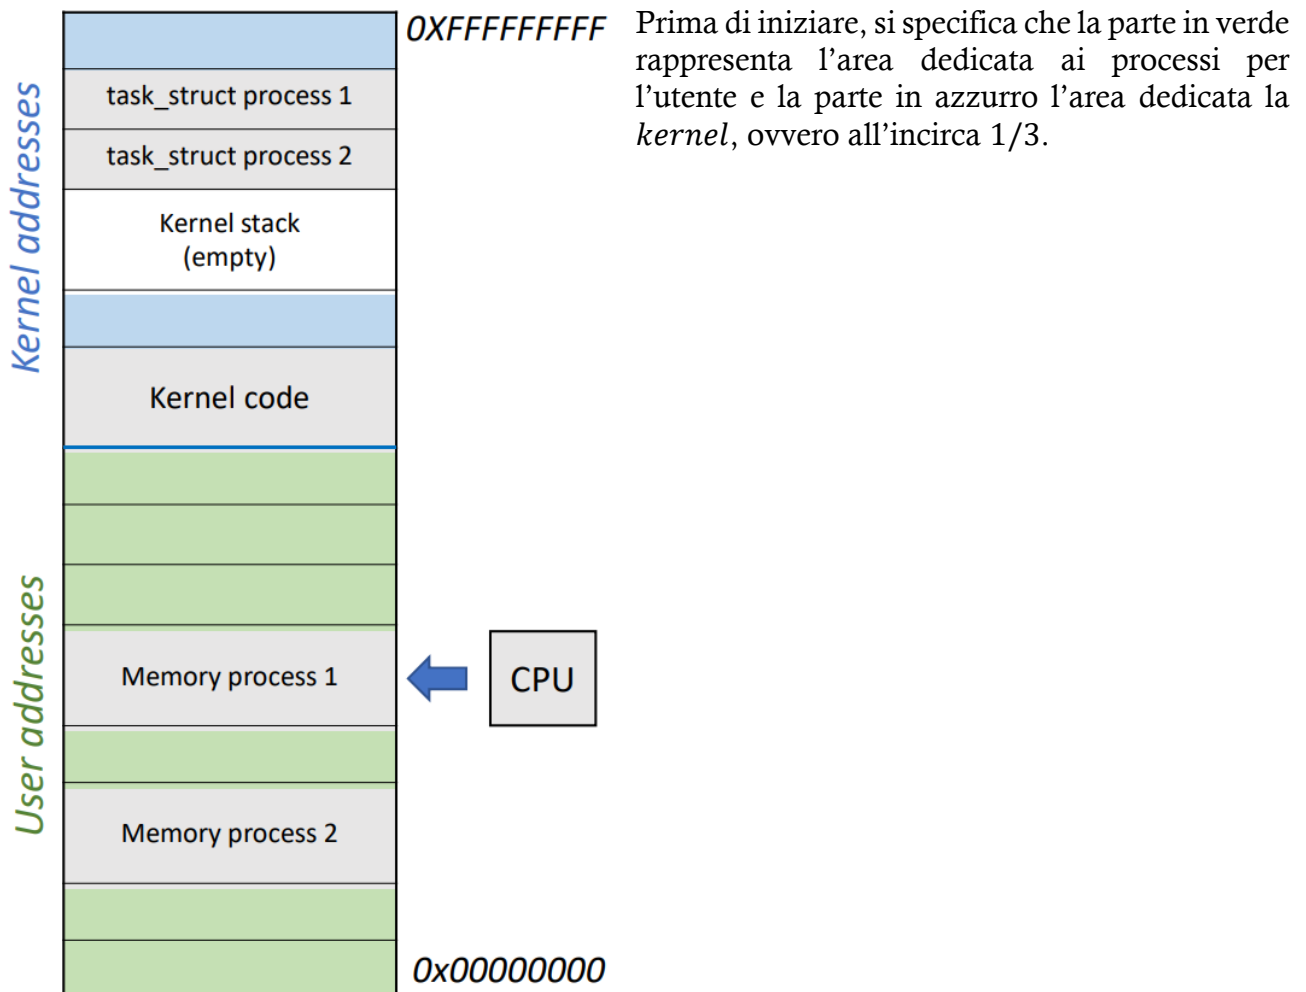 0XFFFFFFFFF
Prima di iniziare, si specifica che la parte in verde
rappresenta l'area dedicata ai processi per
l'utente e la parte in azzurro l'area dedicata la
kernel, ovvero all'incirca 1/3.
Kernel addresses
task_struct process 1
task_struct process 2
Kernel stack
(empty)
Kernel code
User addresses
Memory process 1
CPU
Memory process 2
0x00000000